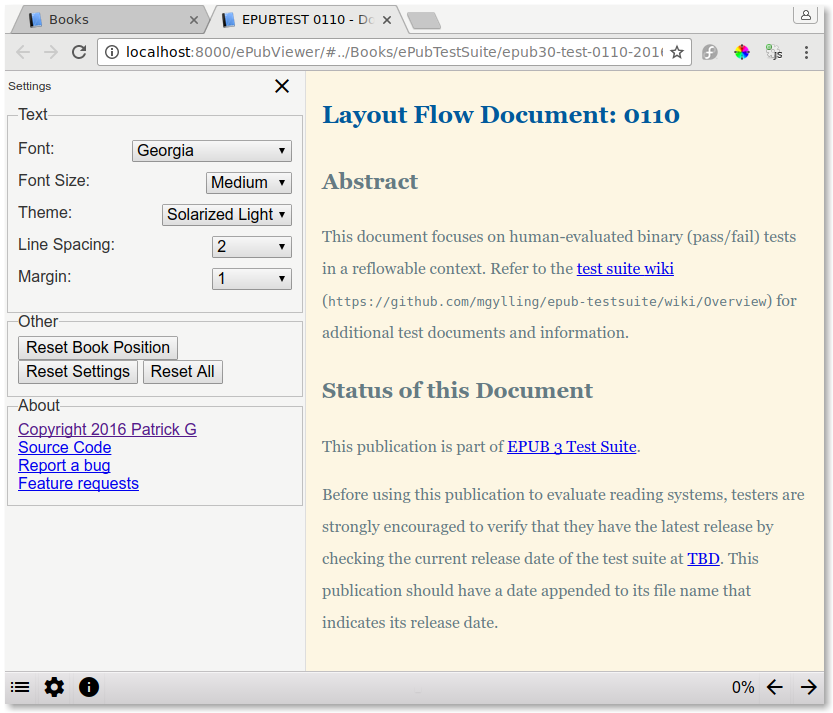 Books
EPUBTEST 0110 - Do
localhost:8000/ePubViewer/#../Books/ePubTestSuite/epub30-test-0110-2016
js
Settings
Text
Font: Georgia
Font Size: Medium
Theme: Solarized Light
Line Spacing: 2
Margin: 1
Other
Reset Book Position
Reset Settings Reset All
About
Copyright 2016 Patrick G
Source Code
Report a bug
Feature requests
Layout Flow Document: 0110
Abstract
This document focuses on human-evaluated binary (pass/fail) tests
in a reflowable context. Refer to the test suite wiki
(https://github.com/mgylling/epub-testsuite/wiki/Overview) for
additional test documents and information.
Status of this Document
This publication is part of EPUB 3 Test Suite.
Before using this publication to evaluate reading systems, testers are
strongly encouraged to verify that they have the latest release by
checking the current release date of the test suite at TBD. This
publication should have a date appended to its file name that
indicates its release date.
0%